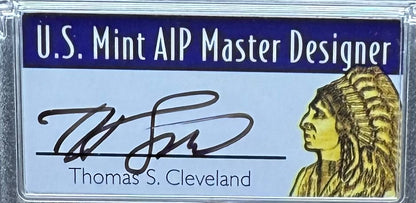 U.S. Mint AIP Master Designer
Thomas S. Cleveland